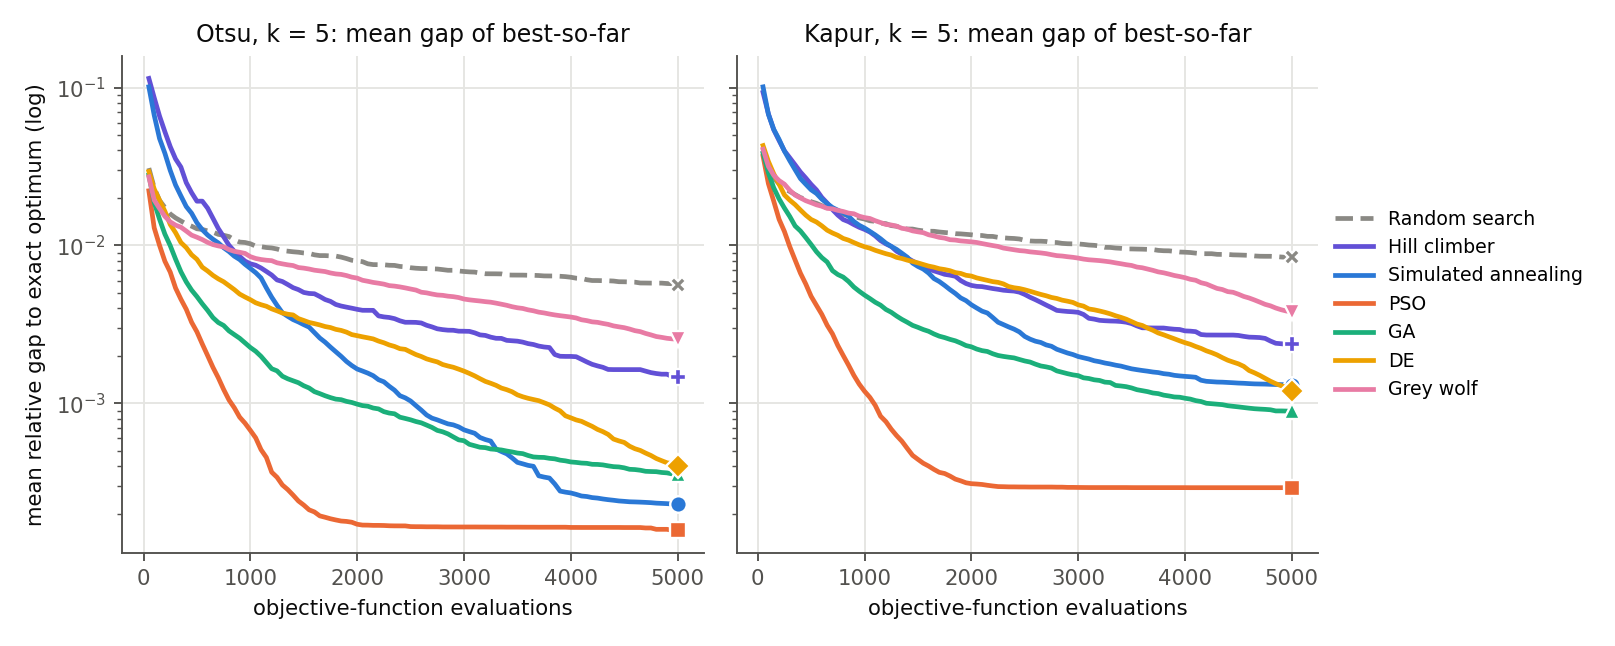 Otsu, k = 5: mean gap of best-so-far
Kapur, k = 5: mean gap of best-so-far
mean relative gap to exact optimum (log)
10⁻¹
10⁻²
10⁻³
0 1000 2000 3000 4000 5000
0 1000 2000 3000 4000 5000
objective-function evaluations
objective-function evaluations
Random search
Hill climber
Simulated annealing
PSO
GA
DE
Grey wolf